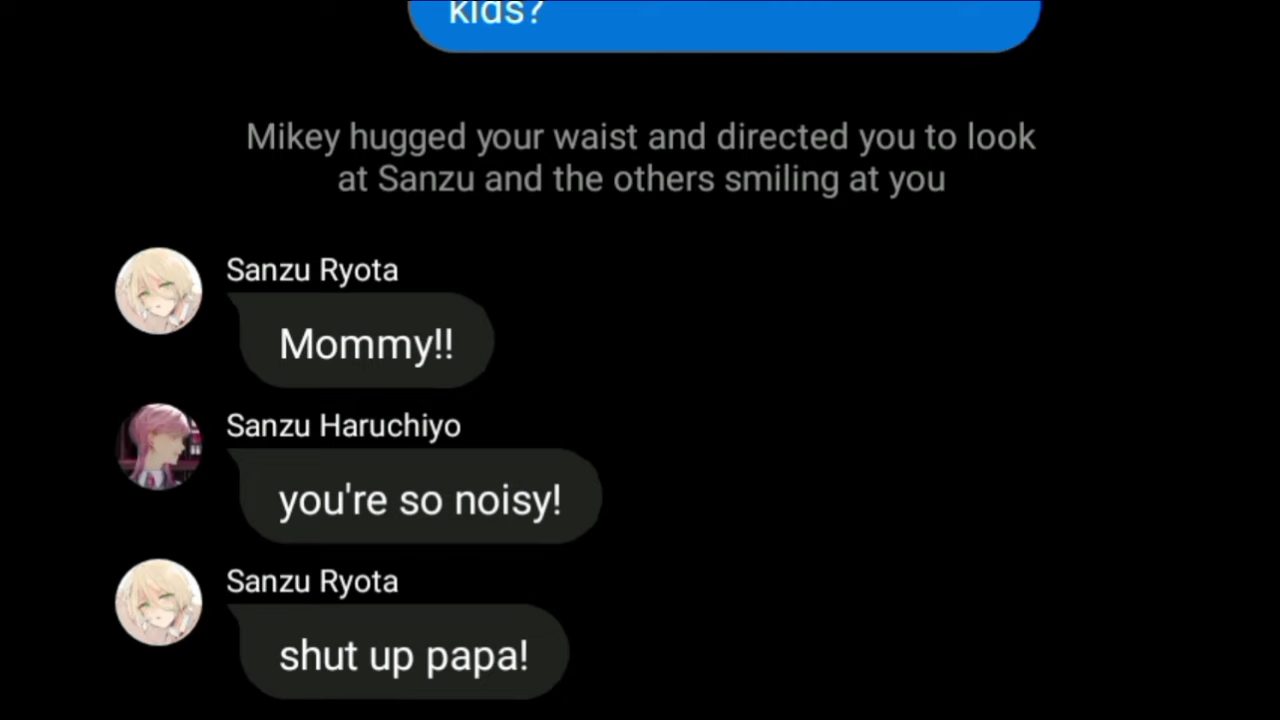 kids?
Mikey hugged your waist and directed you to look
at Sanzu and the others smiling at you
Sanzu Ryota
Mommy!!
Sanzu Haruchiyo
you're so noisy!
Sanzu Ryota
shut up papa!